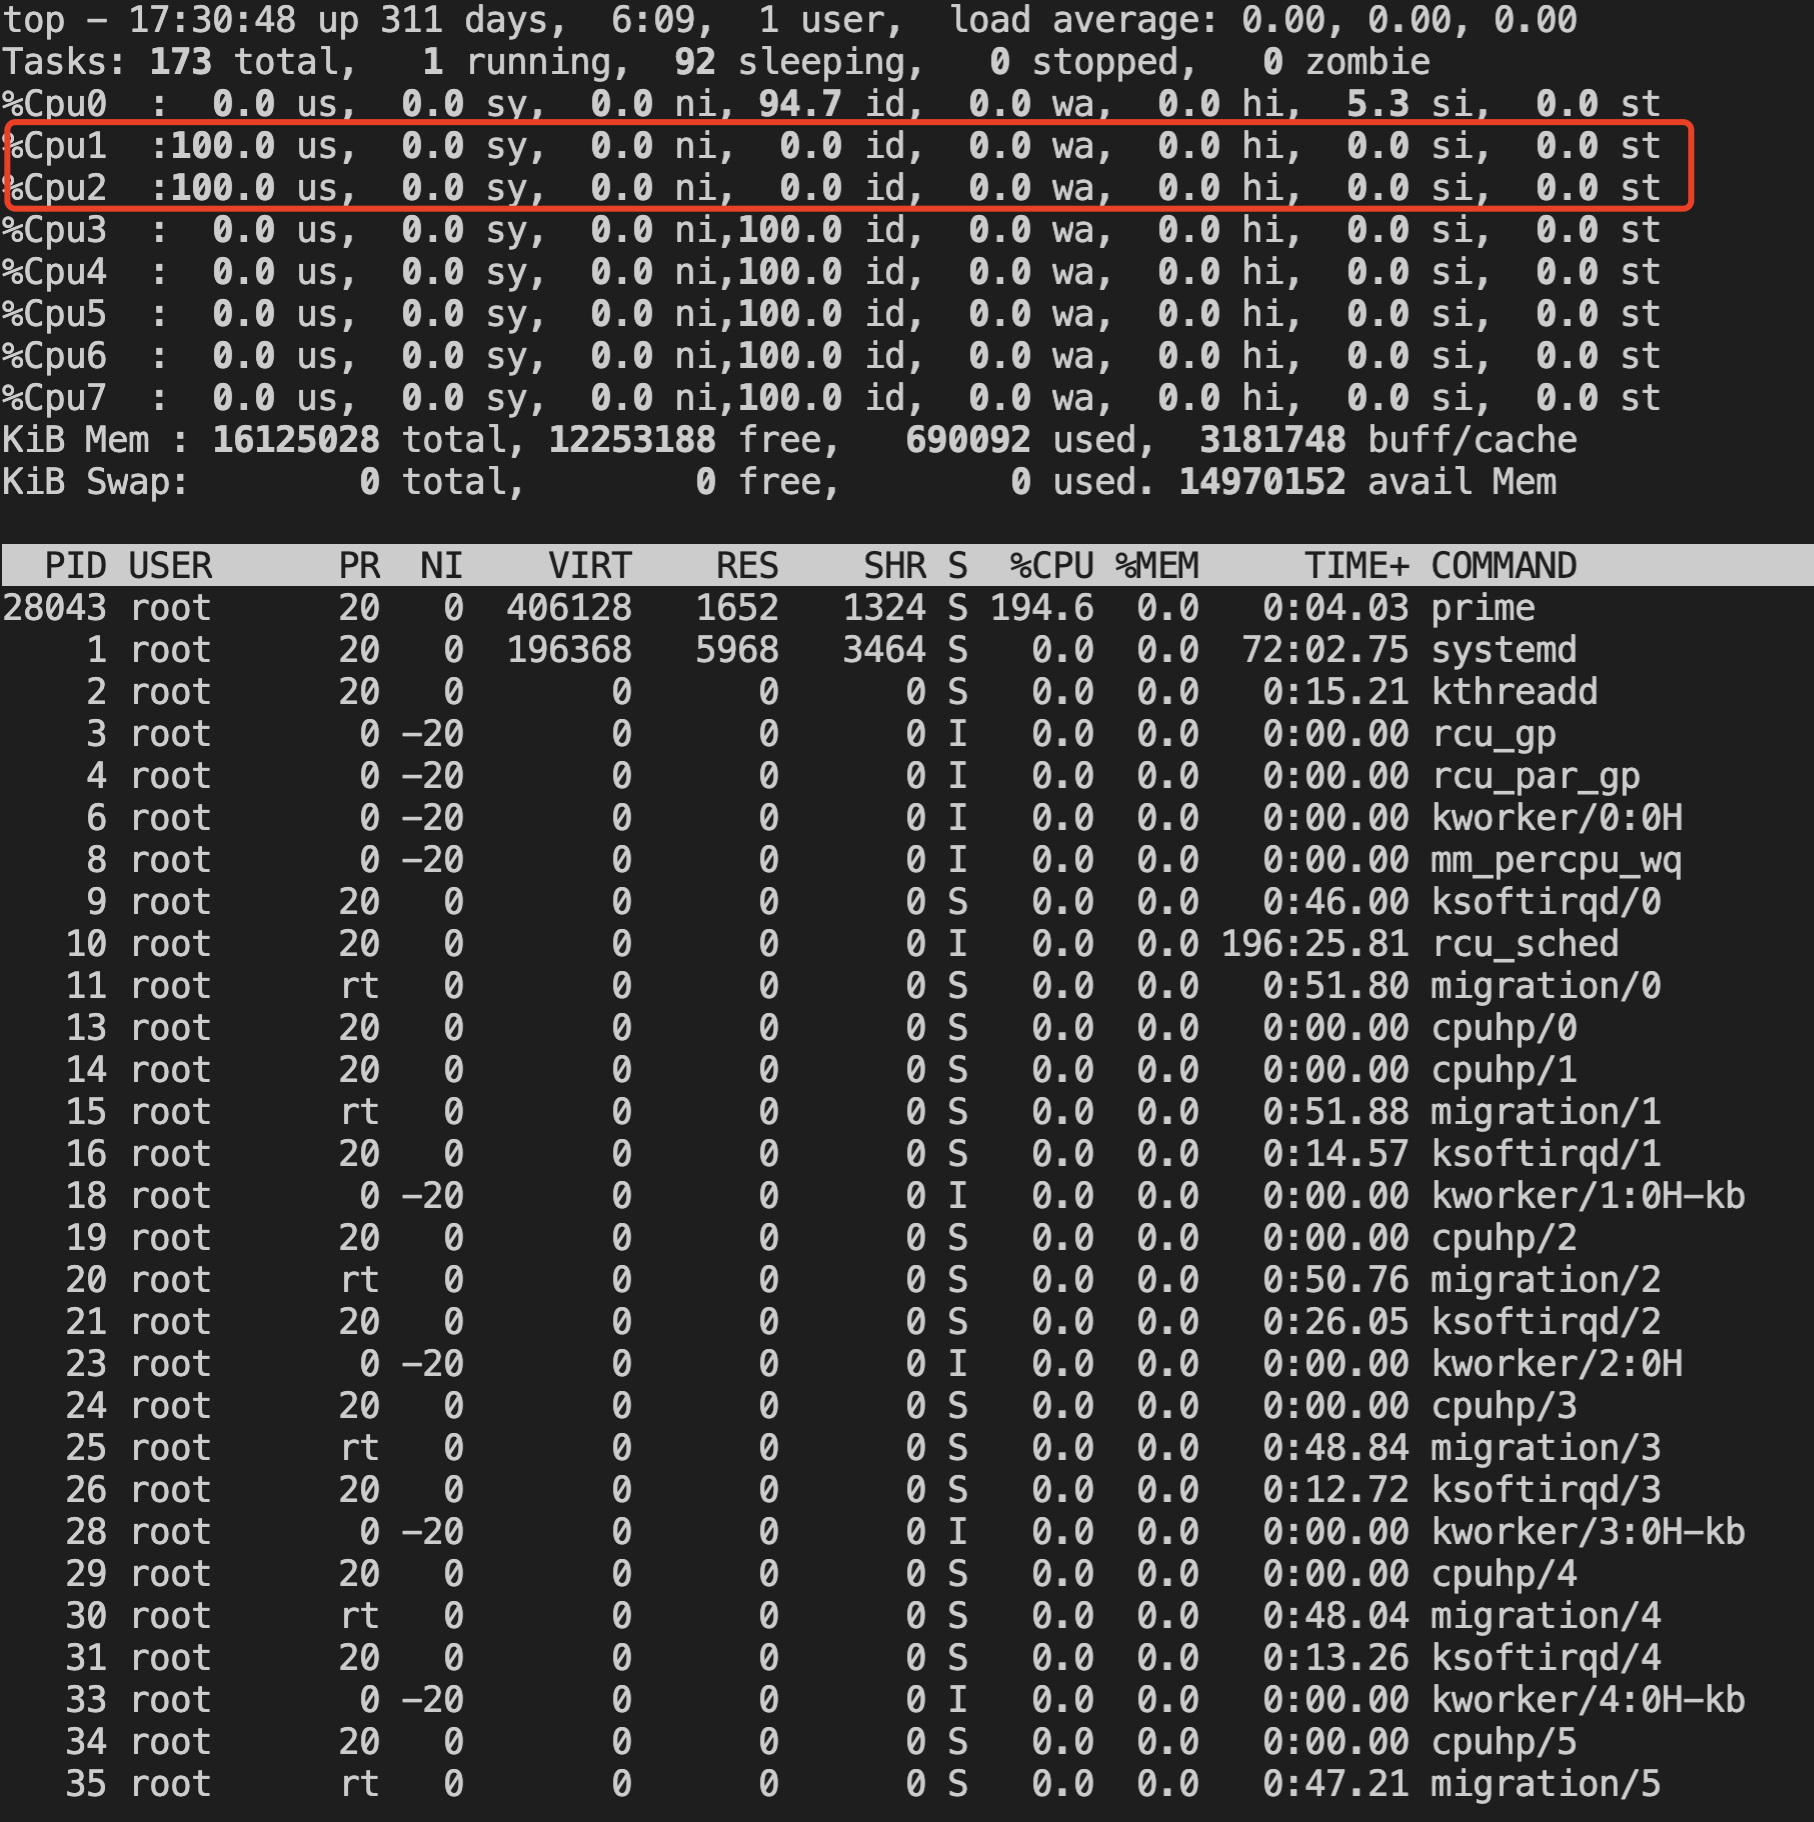 top - 17:30:48 up 311 days,  6:09,  1 user,  load average: 0.00, 0.00, 0.00
Tasks: 173 total,   1 running,  92 sleeping,   0 stopped,   0 zombie
%Cpu0  :  0.0 us,  0.0 sy,  0.0 ni, 94.7 id,  0.0 wa,  0.0 hi,  5.3 si,  0.0 st
%Cpu1  :100.0 us,  0.0 sy,  0.0 ni,  0.0 id,  0.0 wa,  0.0 hi,  0.0 si,  0.0 st
%Cpu2  :100.0 us,  0.0 sy,  0.0 ni,  0.0 id,  0.0 wa,  0.0 hi,  0.0 si,  0.0 st
%Cpu3  :  0.0 us,  0.0 sy,  0.0 ni,100.0 id,  0.0 wa,  0.0 hi,  0.0 si,  0.0 st
%Cpu4  :  0.0 us,  0.0 sy,  0.0 ni,100.0 id,  0.0 wa,  0.0 hi,  0.0 si,  0.0 st
%Cpu5  :  0.0 us,  0.0 sy,  0.0 ni,100.0 id,  0.0 wa,  0.0 hi,  0.0 si,  0.0 st
%Cpu6  :  0.0 us,  0.0 sy,  0.0 ni,100.0 id,  0.0 wa,  0.0 hi,  0.0 si,  0.0 st
%Cpu7  :  0.0 us,  0.0 sy,  0.0 ni,100.0 id,  0.0 wa,  0.0 hi,  0.0 si,  0.0 st
KiB Mem : 16125028 total, 12253188 free,   690092 used,  3181748 buff/cache
KiB Swap:        0 total,        0 free,        0 used. 14970152 avail Mem
  PID USER      PR  NI    VIRT    RES    SHR S  %CPU %MEM     TIME+ COMMAND
28043 root      20   0  406128   1652   1324 S 194.6  0.0   0:04.03 prime
    1 root      20   0  196368   5968   3464 S   0.0  0.0  72:02.75 systemd
    2 root      20   0       0      0      0 S   0.0  0.0   0:15.21 kthreadd
    3 root       0 -20       0      0      0 I   0.0  0.0   0:00.00 rcu_gp
    4 root       0 -20       0      0      0 I   0.0  0.0   0:00.00 rcu_par_gp
    6 root       0 -20       0      0      0 I   0.0  0.0   0:00.00 kworker/0:0H
    8 root       0 -20       0      0      0 I   0.0  0.0   0:00.00 mm_percpu_wq
    9 root      20   0       0      0      0 S   0.0  0.0   0:46.00 ksoftirqd/0
   10 root      20   0       0      0      0 I   0.0  0.0 196:25.81 rcu_sched
   11 root      rt   0       0      0      0 S   0.0  0.0   0:51.80 migration/0
   13 root      20   0       0      0      0 S   0.0  0.0   0:00.00 cpuhp/0
   14 root      20   0       0      0      0 S   0.0  0.0   0:00.00 cpuhp/1
   15 root      rt   0       0      0      0 S   0.0  0.0   0:51.88 migration/1
   16 root      20   0       0      0      0 S   0.0  0.0   0:14.57 ksoftirqd/1
   18 root       0 -20       0      0      0 I   0.0  0.0   0:00.00 kworker/1:0H-kb
   19 root      20   0       0      0      0 S   0.0  0.0   0:00.00 cpuhp/2
   20 root      rt   0       0      0      0 S   0.0  0.0   0:50.76 migration/2
   21 root      20   0       0      0      0 S   0.0  0.0   0:26.05 ksoftirqd/2
   23 root       0 -20       0      0      0 I   0.0  0.0   0:00.00 kworker/2:0H
   24 root      20   0       0      0      0 S   0.0  0.0   0:00.00 cpuhp/3
   25 root      rt   0       0      0      0 S   0.0  0.0   0:48.84 migration/3
   26 root      20   0       0      0      0 S   0.0  0.0   0:12.72 ksoftirqd/3
   28 root       0 -20       0      0      0 I   0.0  0.0   0:00.00 kworker/3:0H-kb
   29 root      20   0       0      0      0 S   0.0  0.0   0:00.00 cpuhp/4
   30 root      rt   0       0      0      0 S   0.0  0.0   0:48.04 migration/4
   31 root      20   0       0      0      0 S   0.0  0.0   0:13.26 ksoftirqd/4
   33 root       0 -20       0      0      0 I   0.0  0.0   0:00.00 kworker/4:0H-kb
   34 root      20   0       0      0      0 S   0.0  0.0   0:00.00 cpuhp/5
   35 root      rt   0       0      0      0 S   0.0  0.0   0:47.21 migration/5